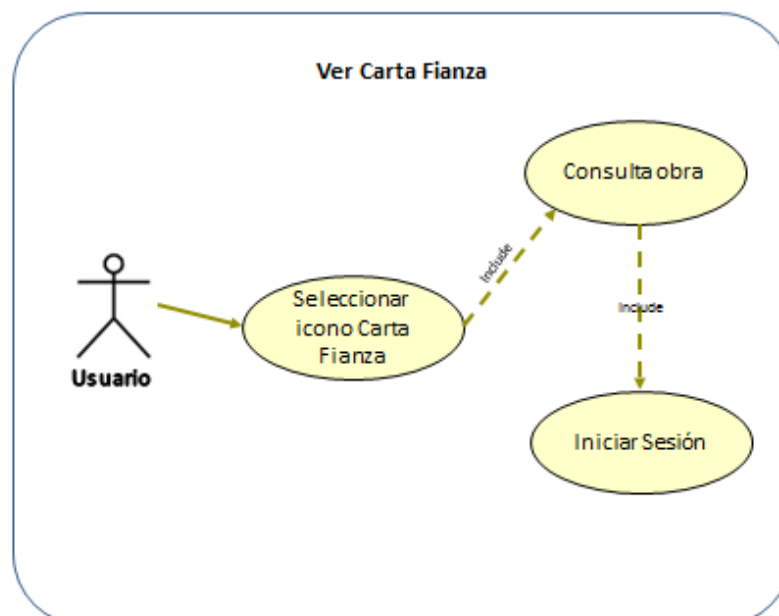 Ver Carta Fianza
Consulta obra
Include
Seleccionar
icono Carta
Fianza
Include
Usuario
Iniciar Sesión